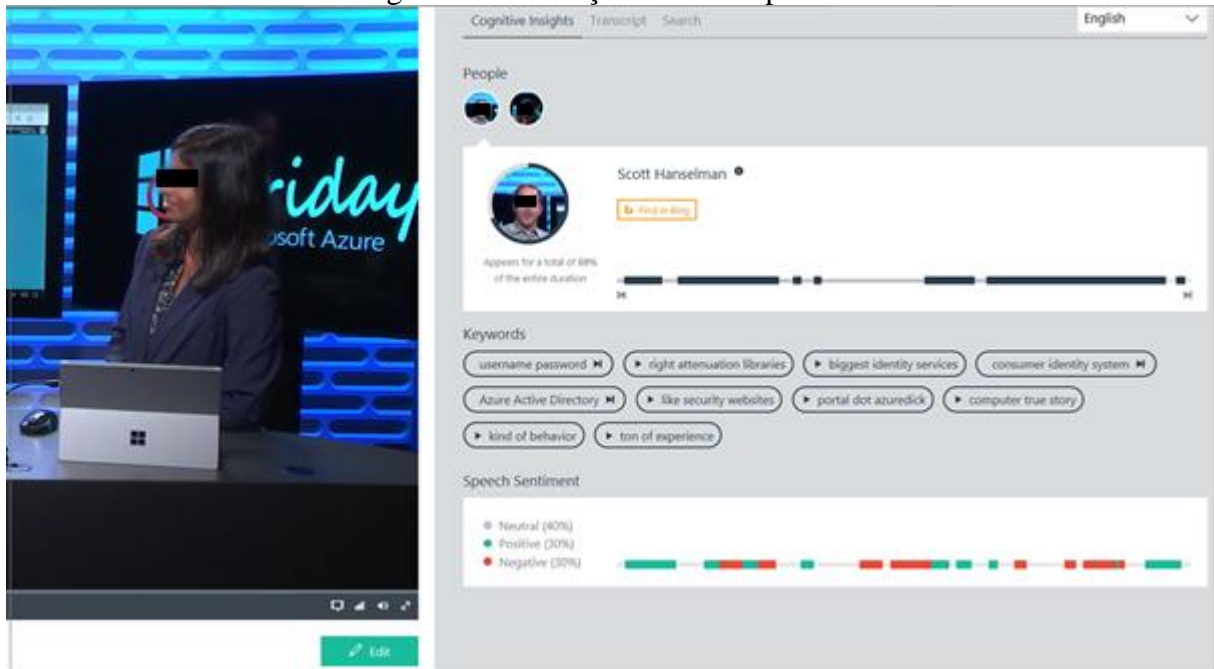 Cognitive Insights Transcript Search
English
People
riday
osoft Azure
Scott Hanselman
Find in Bing
Appears for a total of 88%
of the entire duration
Keywords
username password
right attenuation libraries
biggest identity services
consumer identity system
Azure Active Directory
like security websites
portal dot azuredick
computer true story
kind of behavior
ton of experience
Speech Sentiment
Neutral (40%)
Positive (30%)
Negative (30%)
Edit